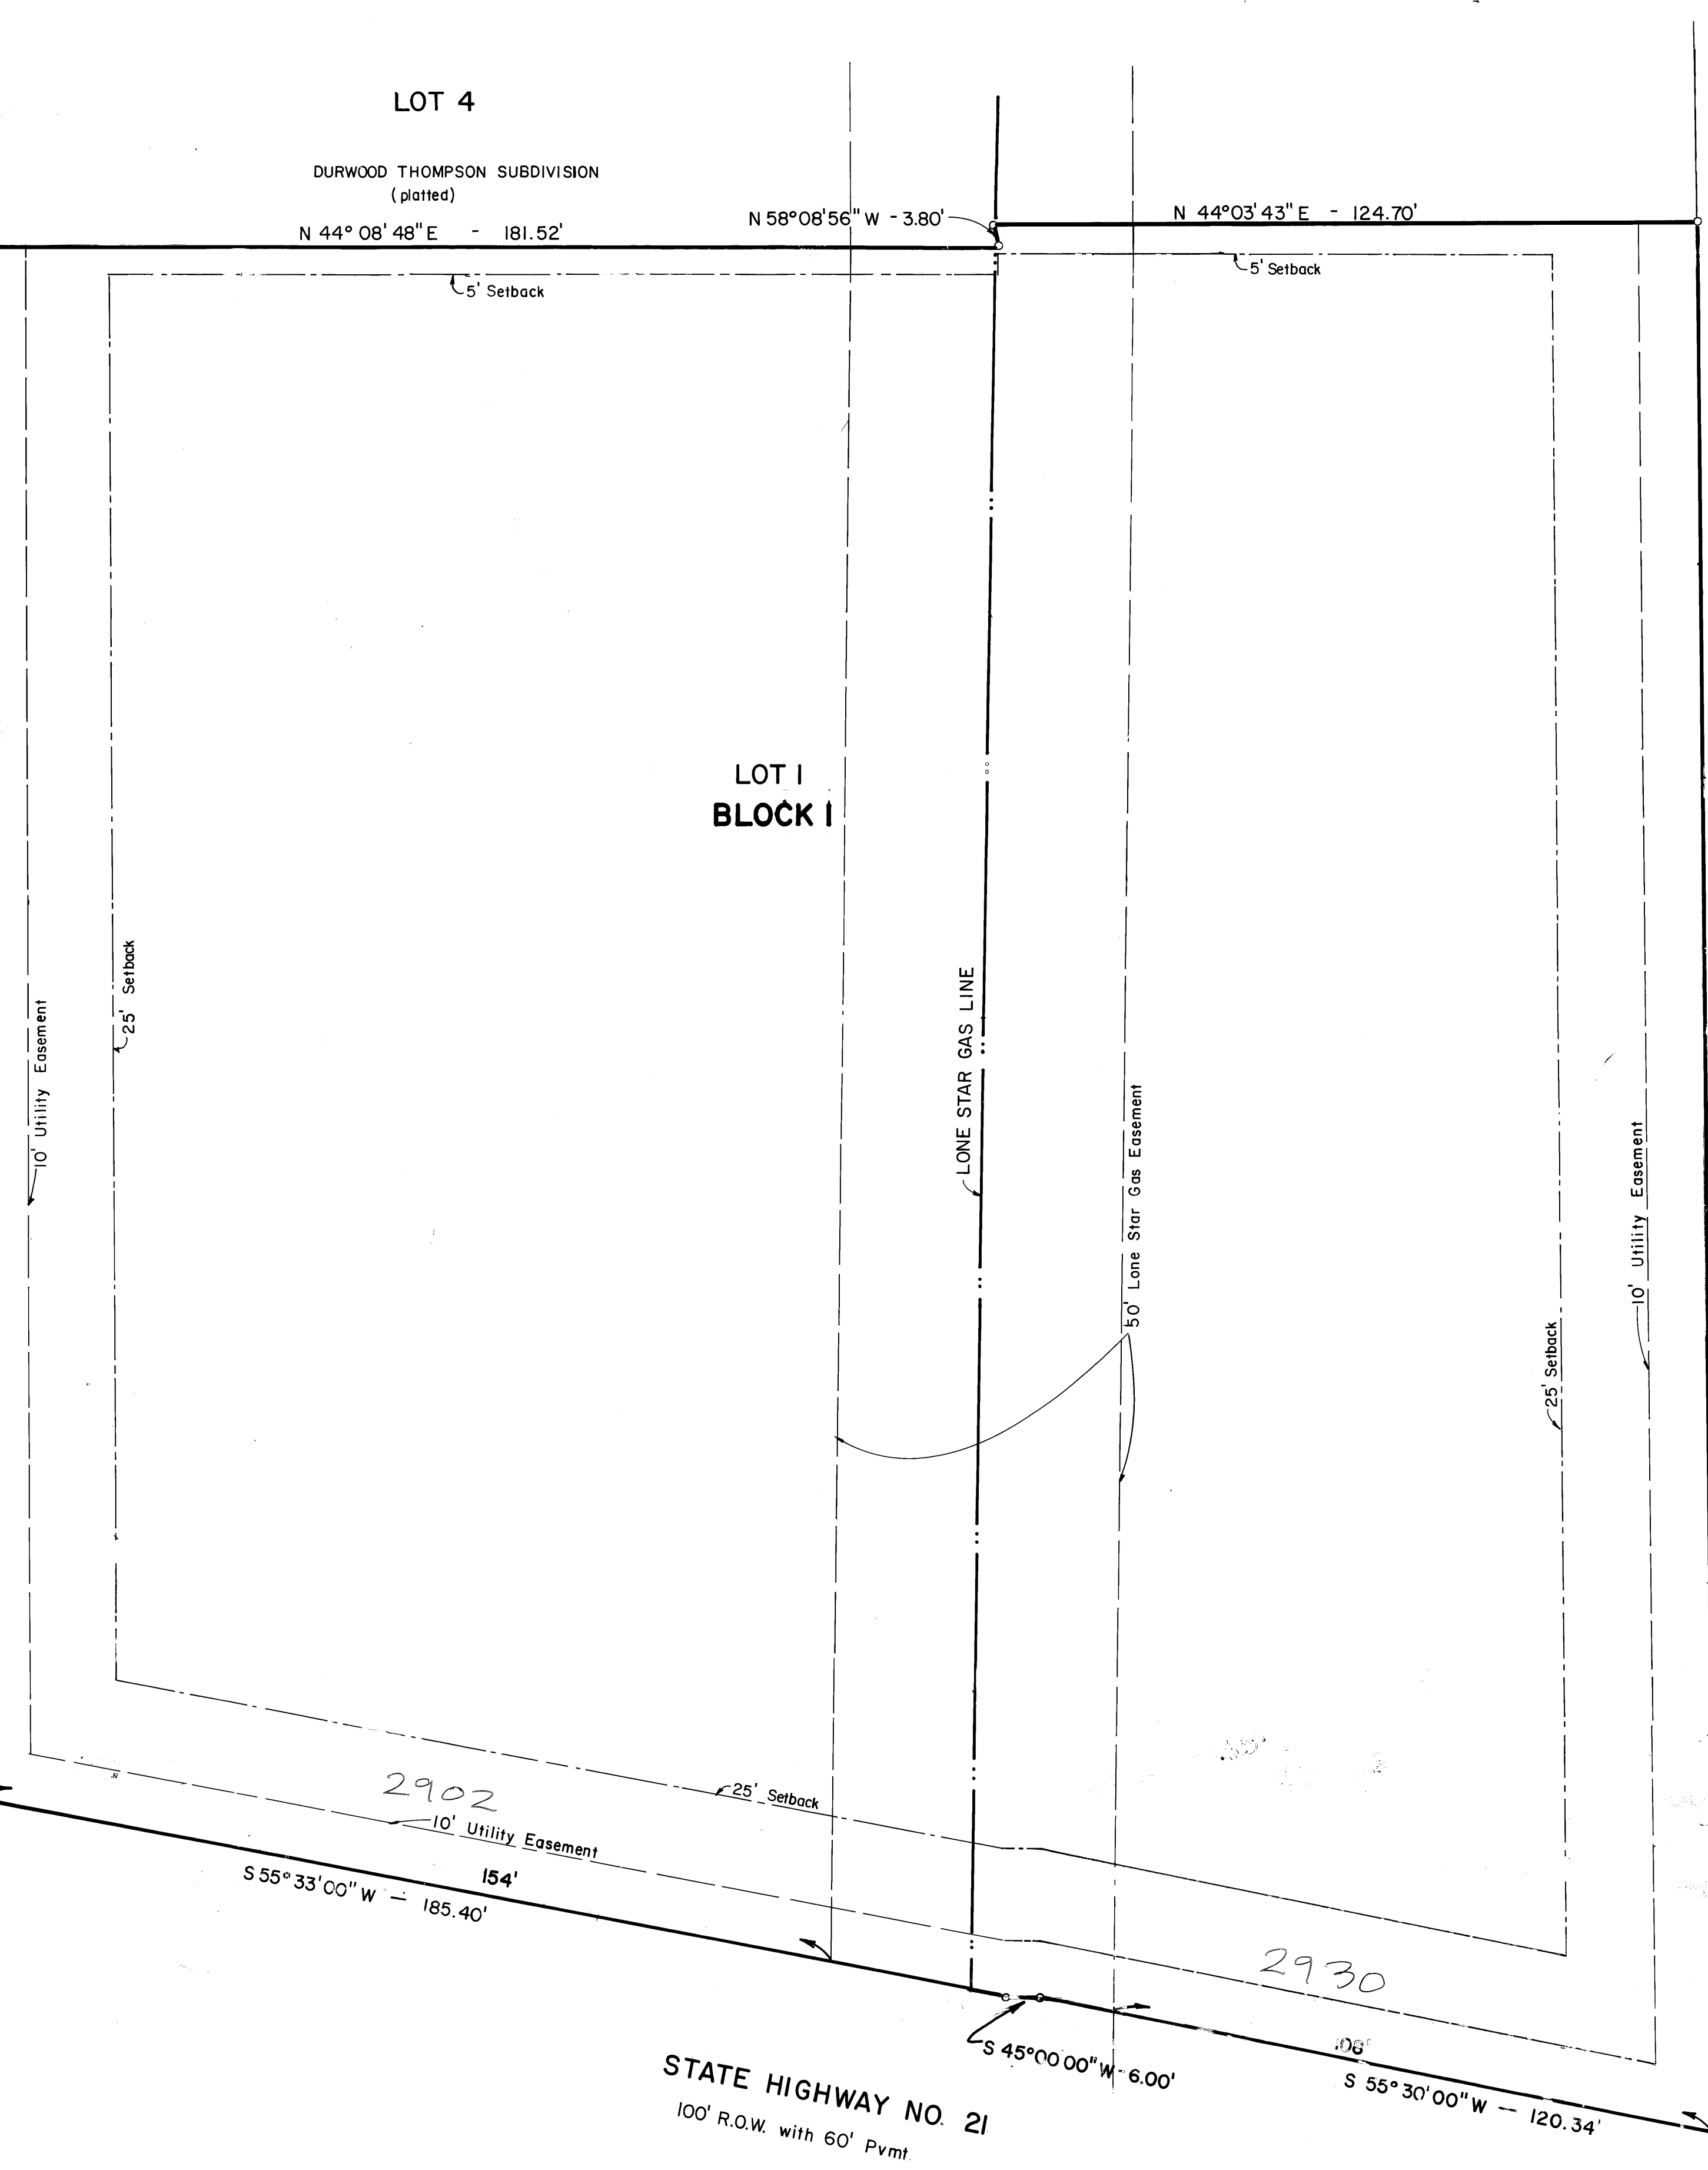 LOT 4
DURWOOD THOMPSON SUBDIVISION
(platted)
N 58°08'56" W - 3.80'
N 44°03'43" E - 124.70'
N 44°08'48" E - 181.52'
5' Setback
5' Setback
LOT 1
BLOCK 1
25' Setback
10' Utility Easement
LONE STAR GAS LINE
50' Lone Star Gas Easement
10' Utility Easement
25' Setback
2902
25' Setback
10' Utility Easement
154'
S 55°33'00" W — 185.40'
2930
108'
S 45°00'00" W - 6.00'
S 55°30'00" W — 120.34'
STATE HIGHWAY NO. 21
100' R.O.W. with 60' Pvmt.